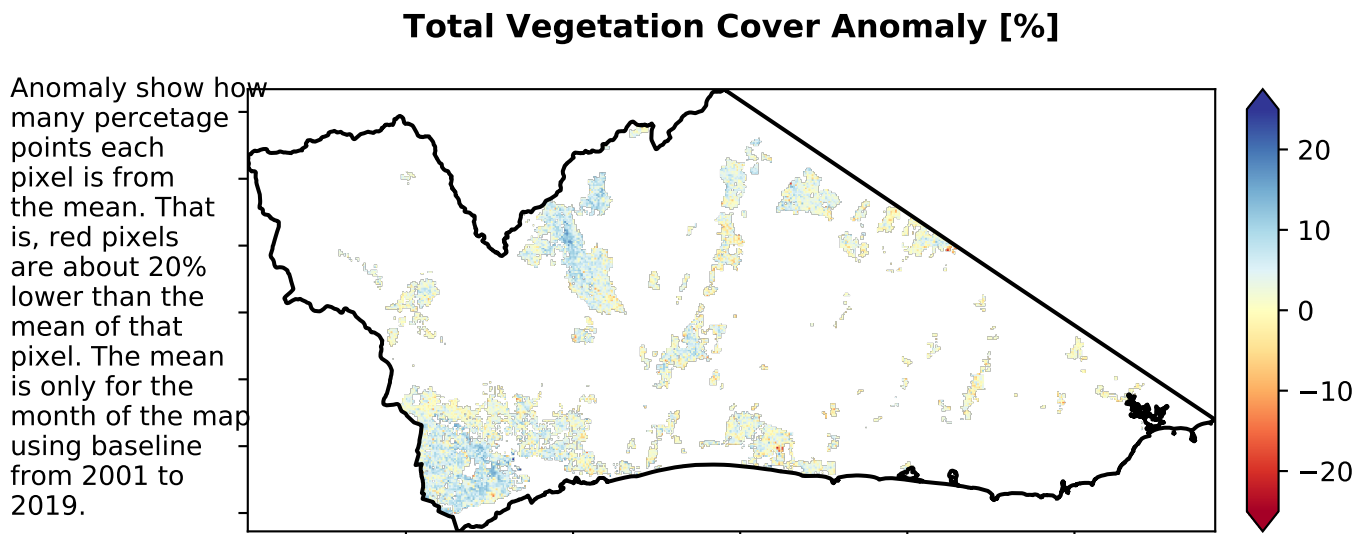 Total Vegetation Cover Anomaly [%]
Anomaly show how
many percetage
points each
pixel is from
the mean. That
is, red pixels
are about 20%
lower than the
mean of that
pixel. The mean
is only for the
month of the map
using baseline
from 2001 to
2019.
20
10
0
−10
−20